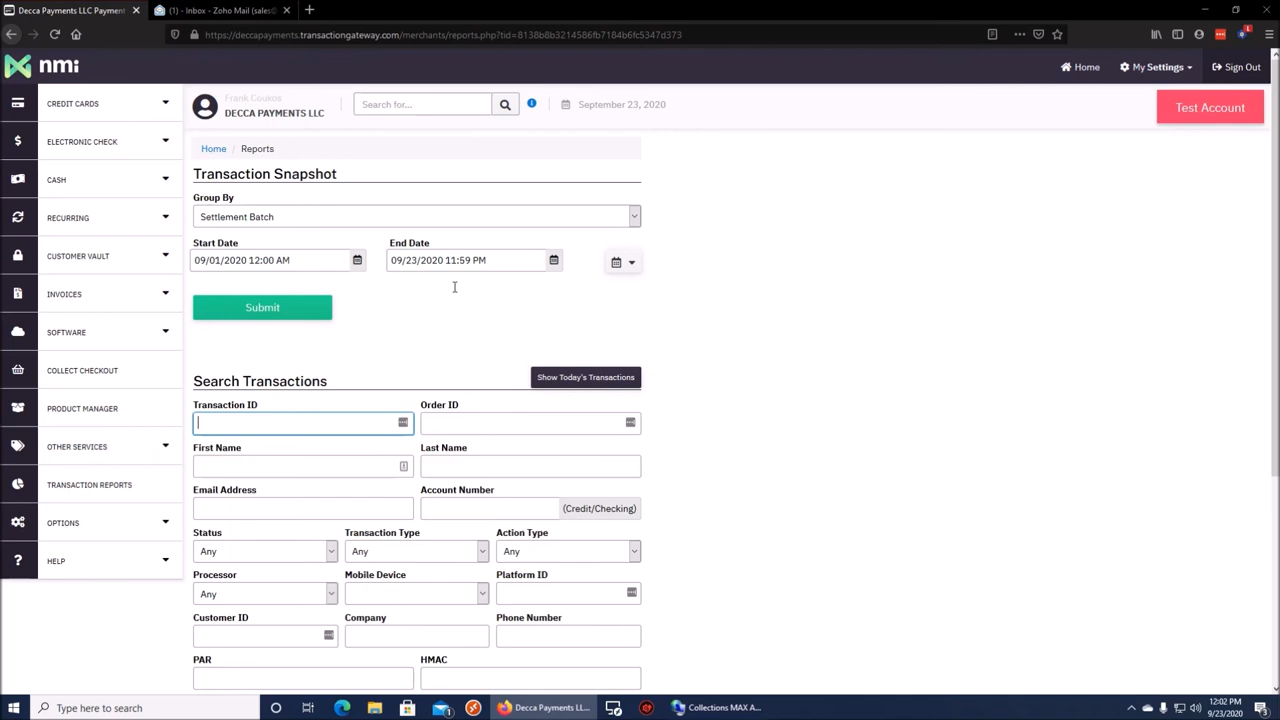 Decca Payments LLC Payment
(1) - Inbox - Zoho Mail (sales@
https://deccapayments.transactiongateway.com/merchants/reports.php?tid=8138b8b3214586fb7184b6fc5347d373
nmi
Home
My Settings
Sign Out
CREDIT CARDS
ELECTRONIC CHECK
CASH
RECURRING
CUSTOMER VAULT
INVOICES
SOFTWARE
COLLECT CHECKOUT
PRODUCT MANAGER
OTHER SERVICES
TRANSACTION REPORTS
OPTIONS
HELP
Frank Coukos
DECCA PAYMENTS LLC
Search for...
September 23, 2020
Test Account
Home / Reports
Transaction Snapshot
Group By
Settlement Batch
Start Date End Date
09/01/2020 12:00 AM 09/23/2020 11:59 PM
Submit
Search Transactions Show Today's Transactions
Transaction ID Order ID
First Name Last Name
Email Address Account Number
(Credit/Checking)
Status Transaction Type Action Type
Any Any Any
Processor Mobile Device Platform ID
Any
Customer ID Company Phone Number
PAR HMAC
Type here to search
Decca Payments LL...
Collections MAX A...
12:02 PM
9/23/2020
3